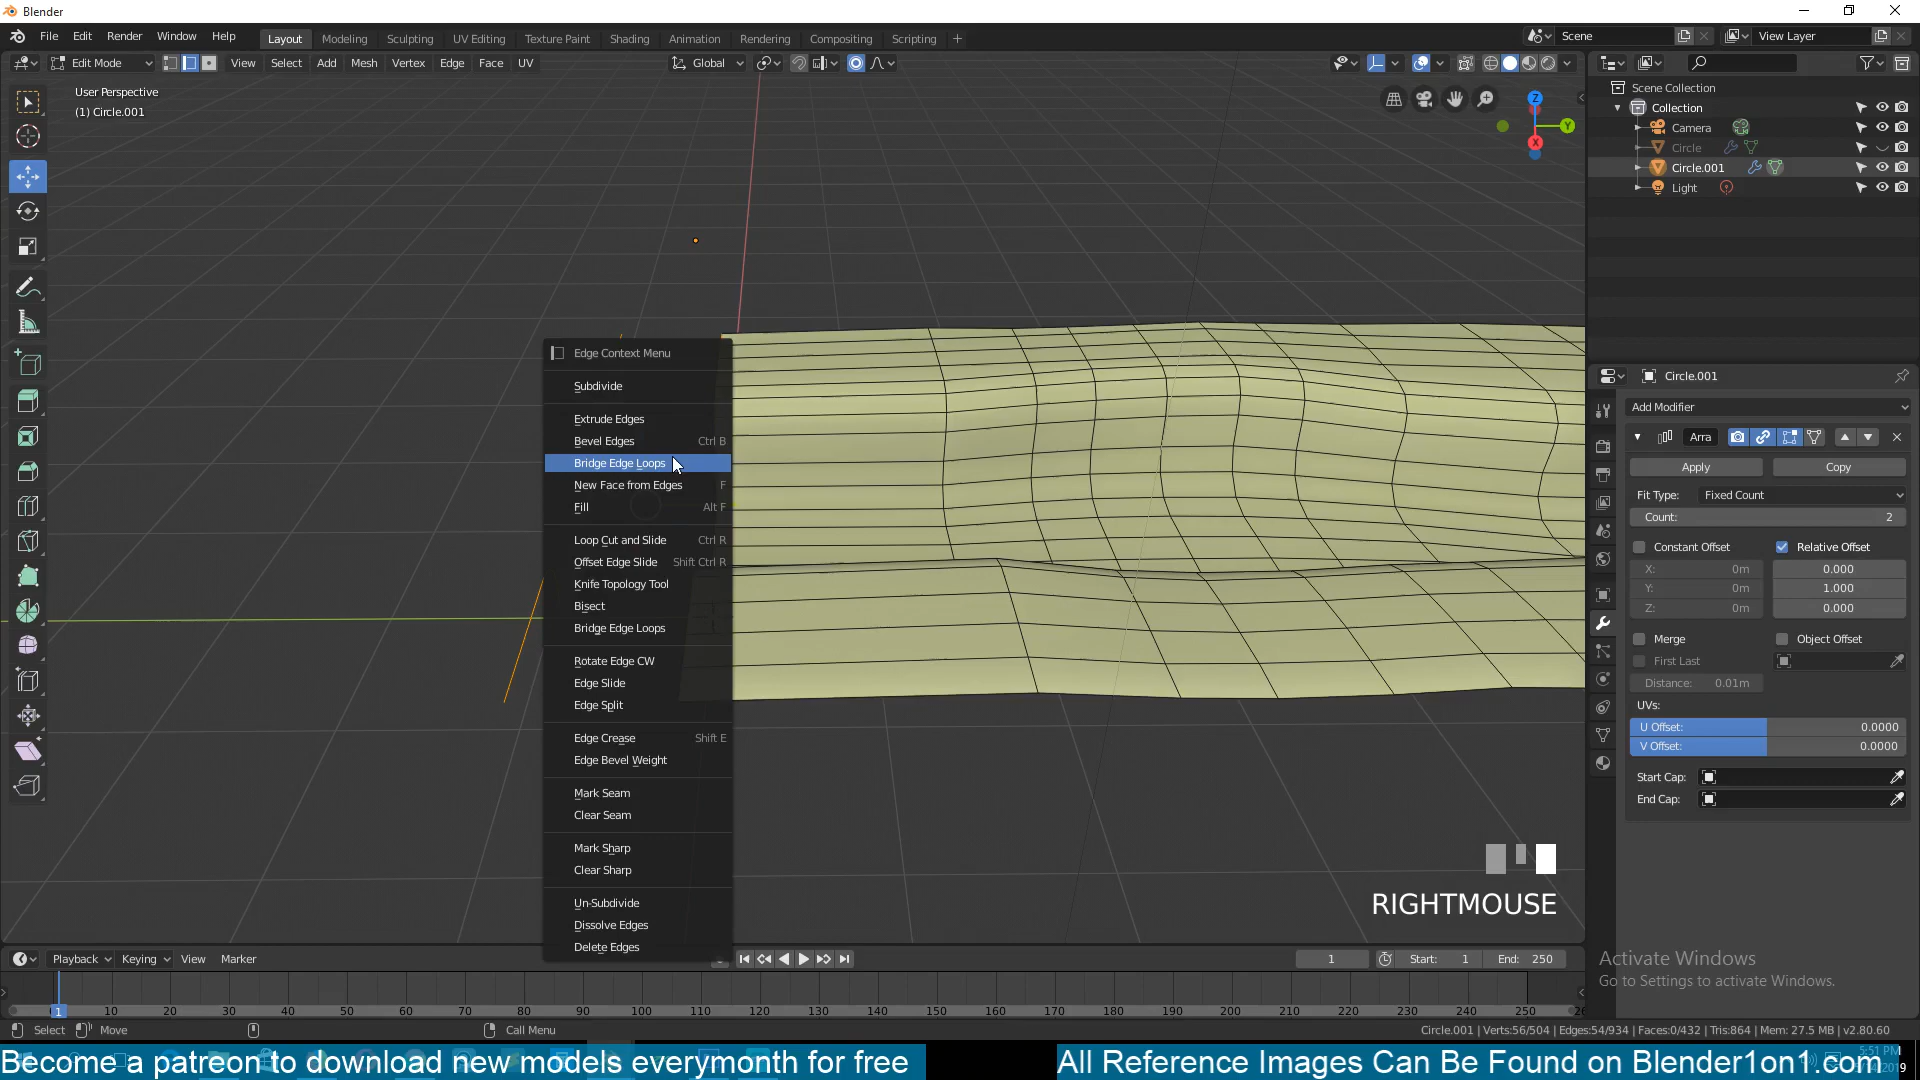 Blender
File Edit Render Window Help Layout Modeling Sculpting UV Editing Texture Paint Shading Animation Rendering Compositing Scripting + Scene View Layer
Edit Mode View Select Add Mesh Vertex Edge Face UV Global
User Perspective
(1) Circle.001
Z
Y
X
Scene Collection
Collection
Camera
Circle
Circle.001
Light
Edge Context Menu
Subdivide
Extrude Edges
Bevel Edges Ctrl B
Bridge Edge Loops
New Face from Edges F
Fill Alt F
Loop Cut and Slide Ctrl R
Offset Edge Slide Shift Ctrl R
Knife Topology Tool
Bisect
Bridge Edge Loops
Rotate Edge CW
Edge Slide
Edge Split
Edge Crease Shift E
Edge Bevel Weight
Mark Seam
Clear Seam
Mark Sharp
Clear Sharp
Un-Subdivide
Dissolve Edges
Delete Edges
Circle.001
Add Modifier
Arra
Apply Copy
Fit Type: Fixed Count
Count: 2
Constant Offset Relative Offset
X: 0m 0.000
Y: 0m 1.000
Z: 0m 0.000
Merge Object Offset
First Last
Distance: 0.01m
UVs:
U Offset: 0.0000
V Offset: 0.0000
Start Cap:
End Cap:
RIGHTMOUSE
Activate Windows
Go to Settings to activate Windows.
Playback Keying View Marker 1 Start: 1 End: 250
1 10 20 30 40 50 60 70 80 90 100 110 120 130 140 150 160 170 180 190 200 210 220 230 240 250
Select Move Call Menu Circle.001 | Verts:56/504 | Edges:54/934 | Faces:0/432 | Tris:864 | Mem: 27.5 MB | v2.80.60
Become a patreon to download new models everymonth for free All Reference Images Can Be Found on Blender1on1.com
5:51 PM